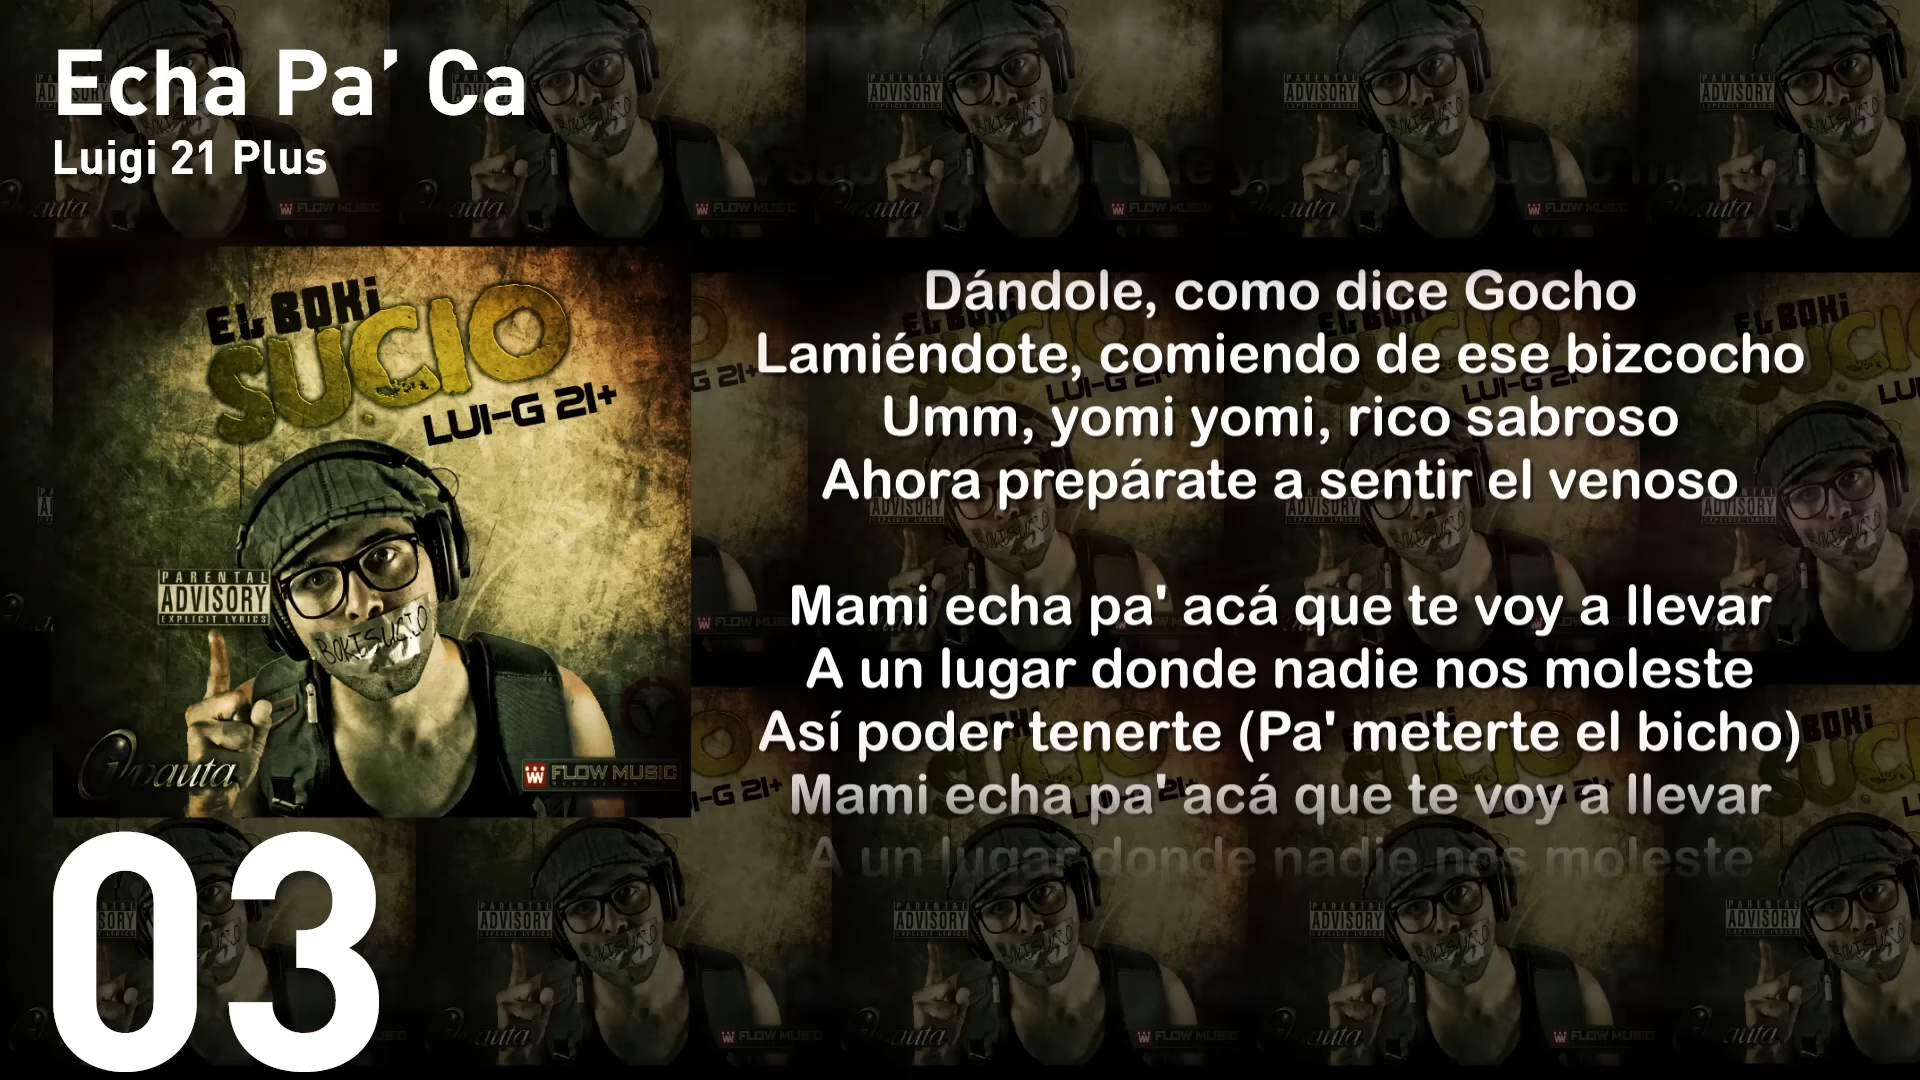 Echa Pa’ Ca
Luigi 21 Plus
EL BOKi
SUCIO
LUI-G 21+
PARENTAL
ADVISORY
EXPLICIT LYRICS
BOKISUCIO
FLOW MUSIC
03
Dándole, como dice Gocho
Lamiéndote, comiendo de ese bizcocho
Umm, yomi yomi, rico sabroso
Ahora prepárate a sentir el venoso
Mami echa pa' acá que te voy a llevar
A un lugar donde nadie nos moleste
Así poder tenerte (Pa' meterte el bicho)
Mami echa pa' acá que te voy a llevar
A un lugar donde nadie nos moleste